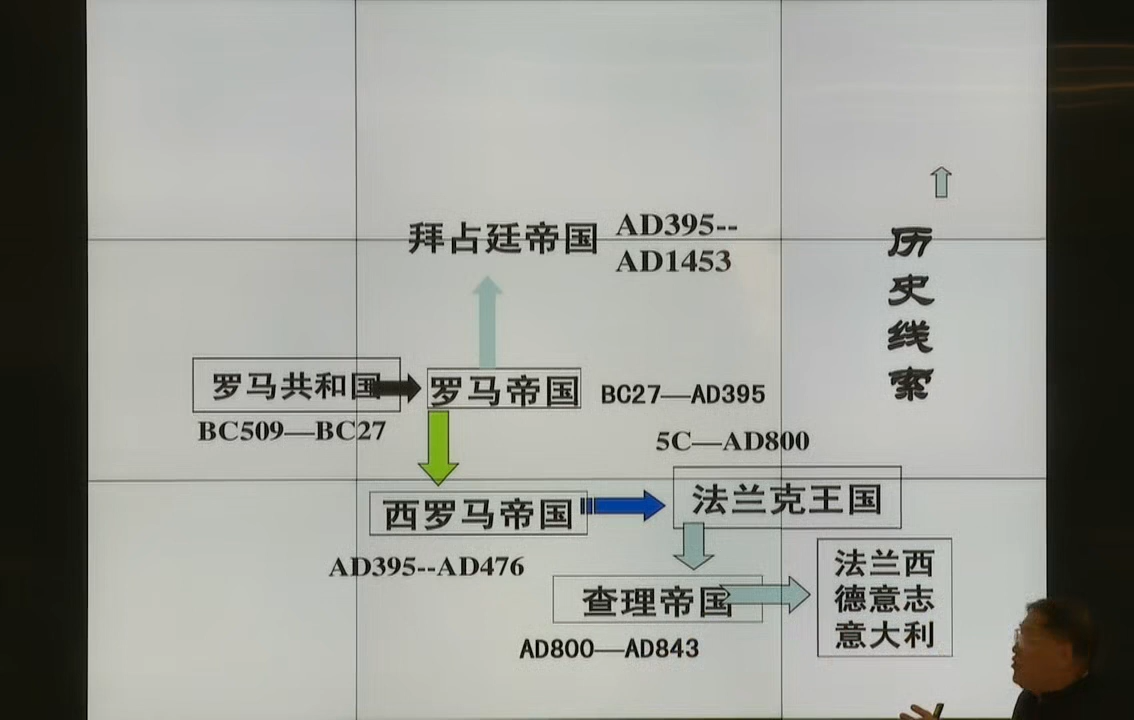 拜占廷帝国
AD395--
AD1453
历史线索
罗马共和国
BC509—BC27
罗马帝国
BC27—AD395
5C—AD800
西罗马帝国
AD395--AD476
法兰克王国
查理帝国
AD800—AD843
法兰西
德意志
意大利